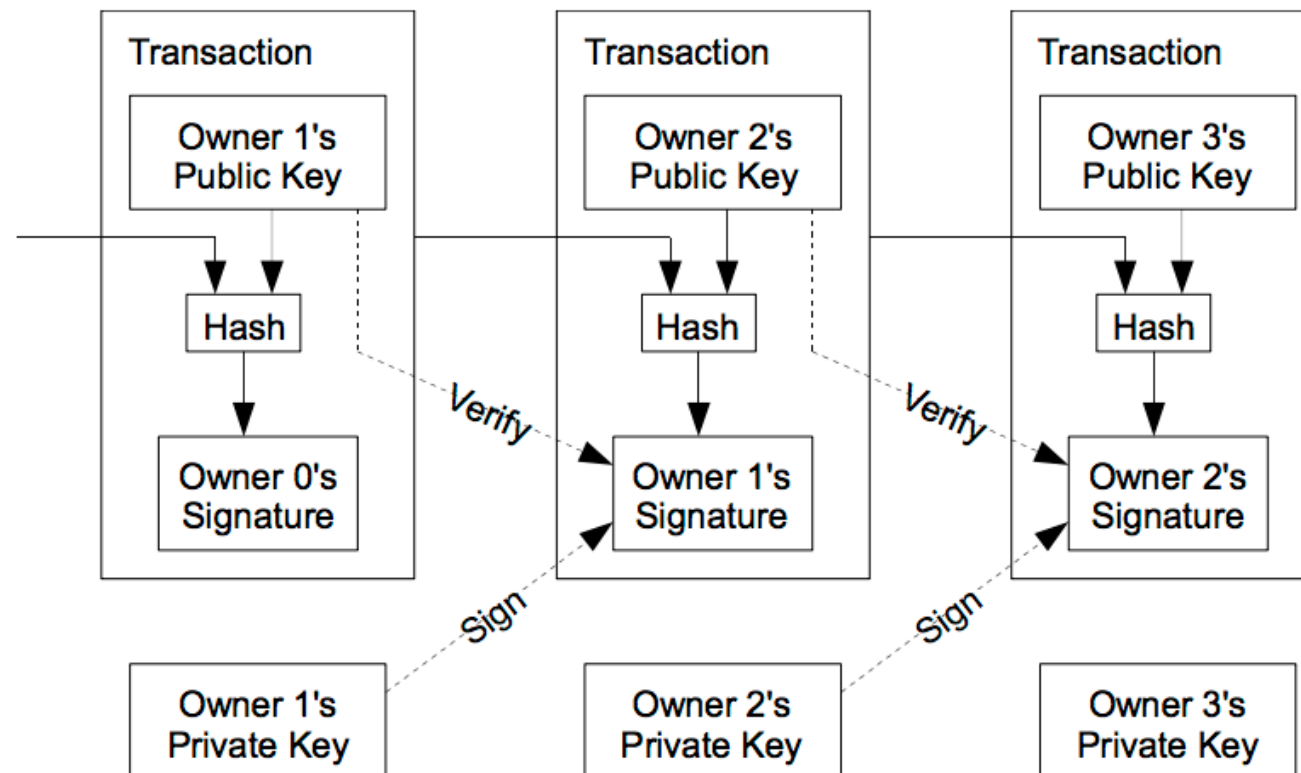 Transaction
Transaction
Transaction
Owner 1's
Public Key
Owner 2's
Public Key
Owner 3's
Public Key
Hash
Hash
Hash
Verify
Verify
Owner 0's
Signature
Owner 1's
Signature
Owner 2's
Signature
Sign
Sign
Owner 1's
Private Key
Owner 2's
Private Key
Owner 3's
Private Key